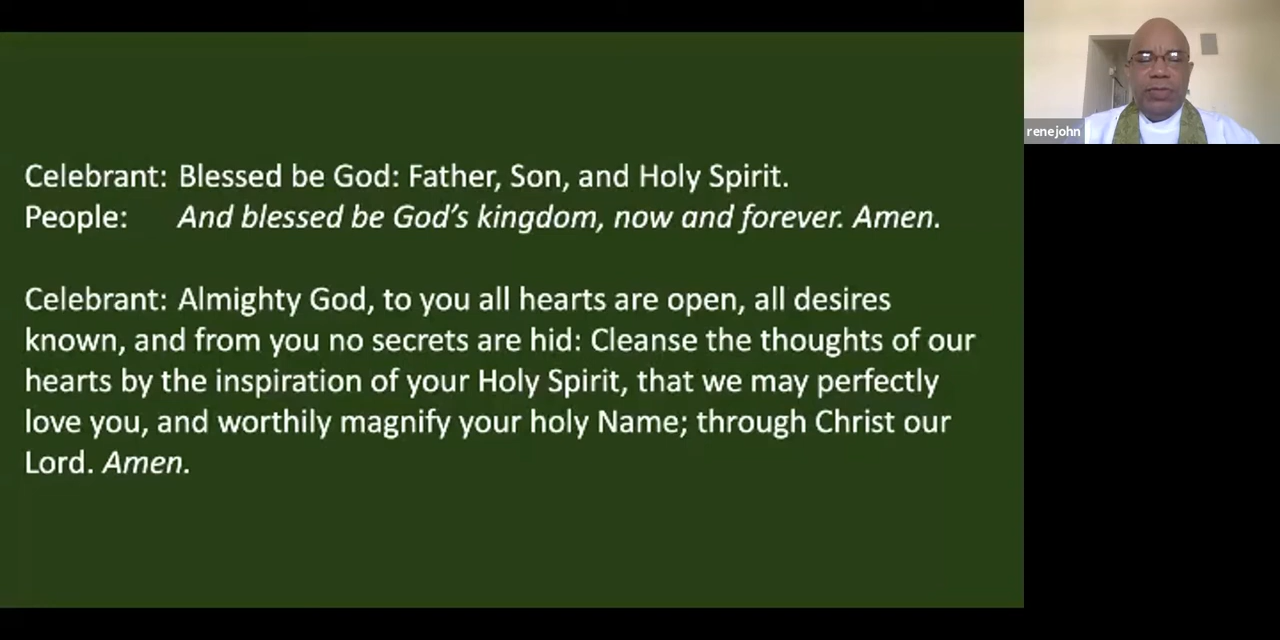 Celebrant: Blessed be God: Father, Son, and Holy Spirit.
People: And blessed be God’s kingdom, now and forever. Amen.
Celebrant: Almighty God, to you all hearts are open, all desires
known, and from you no secrets are hid: Cleanse the thoughts of our
hearts by the inspiration of your Holy Spirit, that we may perfectly
love you, and worthily magnify your holy Name; through Christ our
Lord. Amen.
renejohn